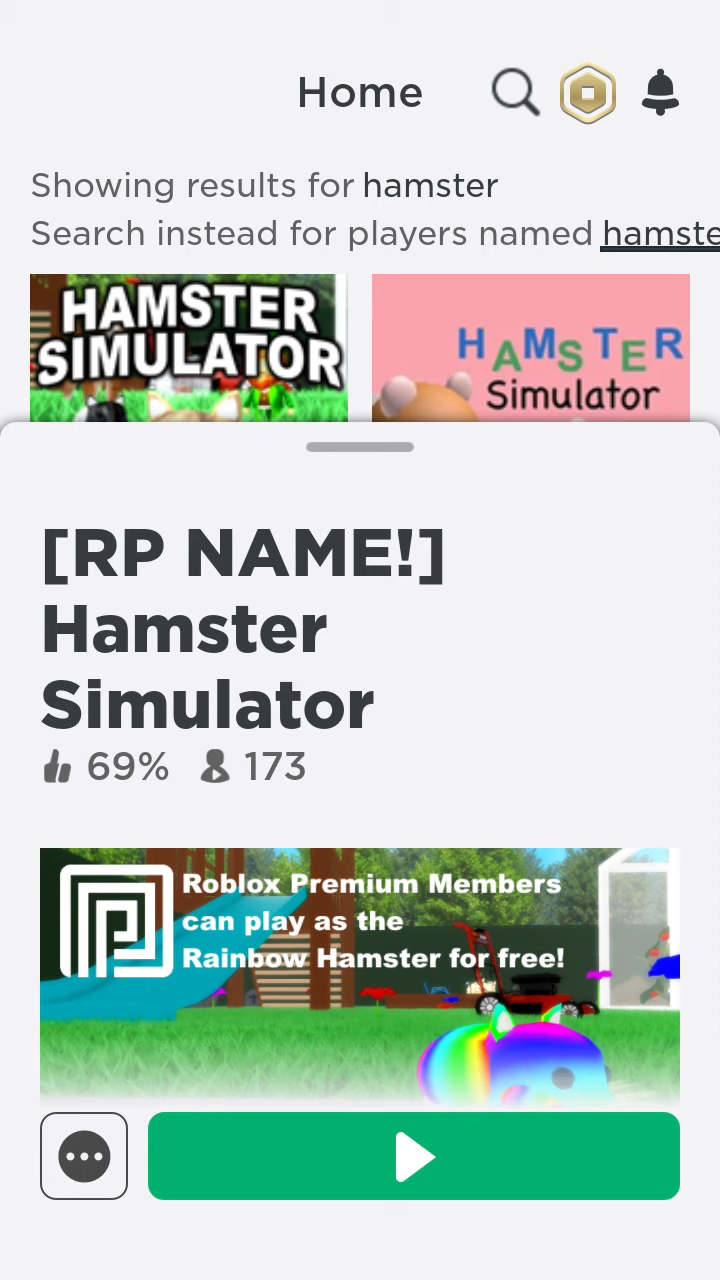 Home
Showing results for hamster
Search instead for players named hamste
HAMSTER
SIMULATOR
HAMSTER
Simulator
[RP NAME!]
Hamster
Simulator
69% 173
Roblox Premium Members
can play as the
Rainbow Hamster for free!